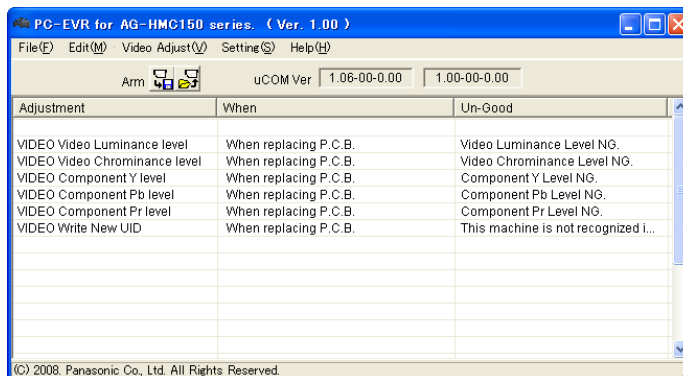 PC-EVR for AG-HMC150 series. ( Ver. 1.00 )
File(F) Edit(M) Video Adjust(V) Setting(S) Help(H)
Arm uCOM Ver 1.06-00-0.00 1.00-00-0.00
Adjustment When Un-Good
VIDEO Video Luminance level When replacing P.C.B. Video Luminance Level NG.
VIDEO Video Chrominance level When replacing P.C.B. Video Chrominance Level NG.
VIDEO Component Y level When replacing P.C.B. Component Y Level NG.
VIDEO Component Pb level When replacing P.C.B. Component Pb Level NG.
VIDEO Component Pr level When replacing P.C.B. Component Pr Level NG.
VIDEO Write New UID When replacing P.C.B. This machine is not recognized i...
(C) 2008. Panasonic Co., Ltd. All Rights Reserved.